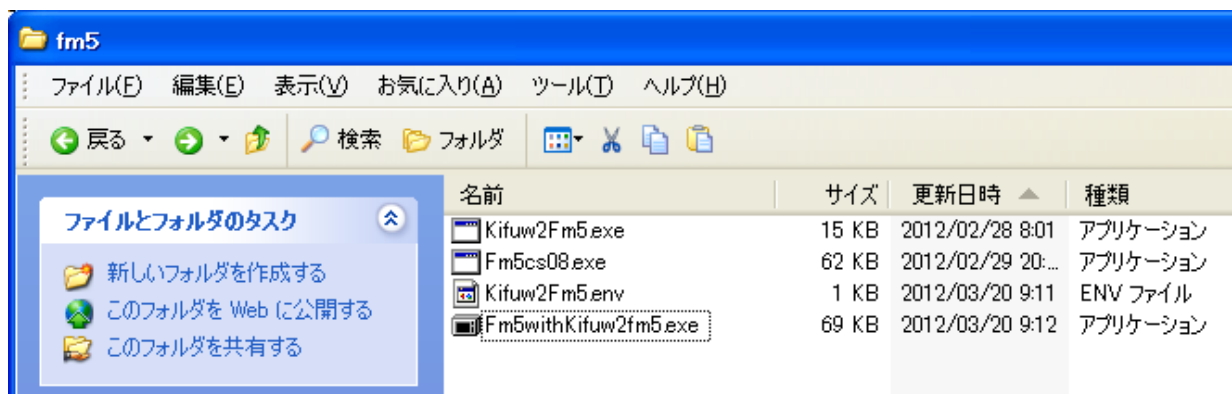 fm5
ファイル(F) 編集(E) 表示(V) お気に入り(A) ツール(T) ヘルプ(H)
戻る 検索 フォルダ
名前 サイズ 更新日時 種類
ファイルとフォルダのタスク
新しいフォルダを作成する
このフォルダを Web に公開する
このフォルダを共有する
Kifuw2Fm5.exe 15 KB 2012/02/28 8:01 アプリケーション
Fm5cs08.exe 62 KB 2012/02/29 20:... アプリケーション
Kifuw2Fm5.env 1 KB 2012/03/20 9:11 ENV ファイル
Fm5withKifuw2fm5.exe 69 KB 2012/03/20 9:12 アプリケーション